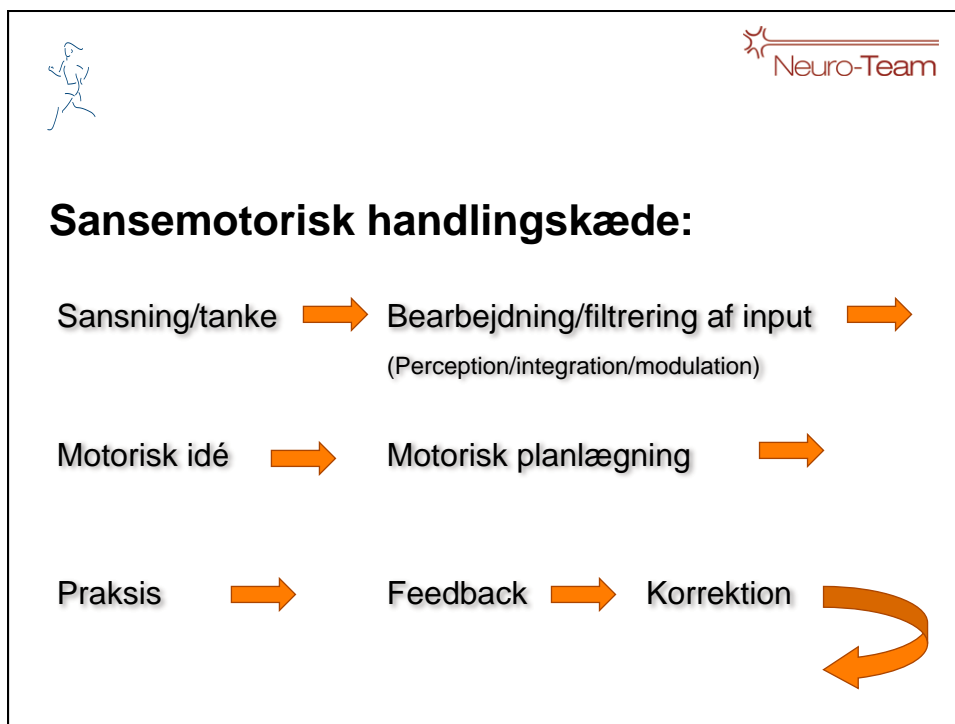 Neuro-Team
Sansemotorisk handlingskæde:
Sansning/tanke Bearbejdning/filtrering af input
(Perception/integration/modulation)
Motorisk idé Motorisk planlægning
Praksis Feedback Korrektion